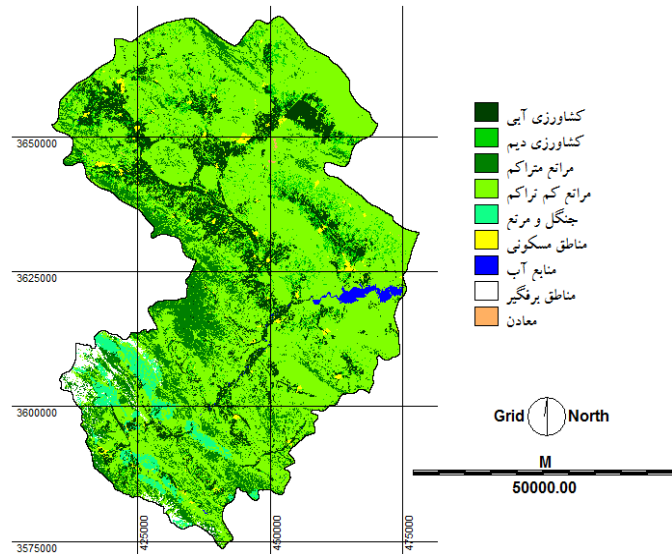 3650000
3625000
3600000
3575000
425000
450000
475000
کشاورزی آبی
کشاورزی دیم
مراتع متراکم
مراتع کم تراکم
جنگل و مرتع
مناطق مسکونی
منابع آب
مناطق برفگیر
معادن
Grid North
M
50000.00